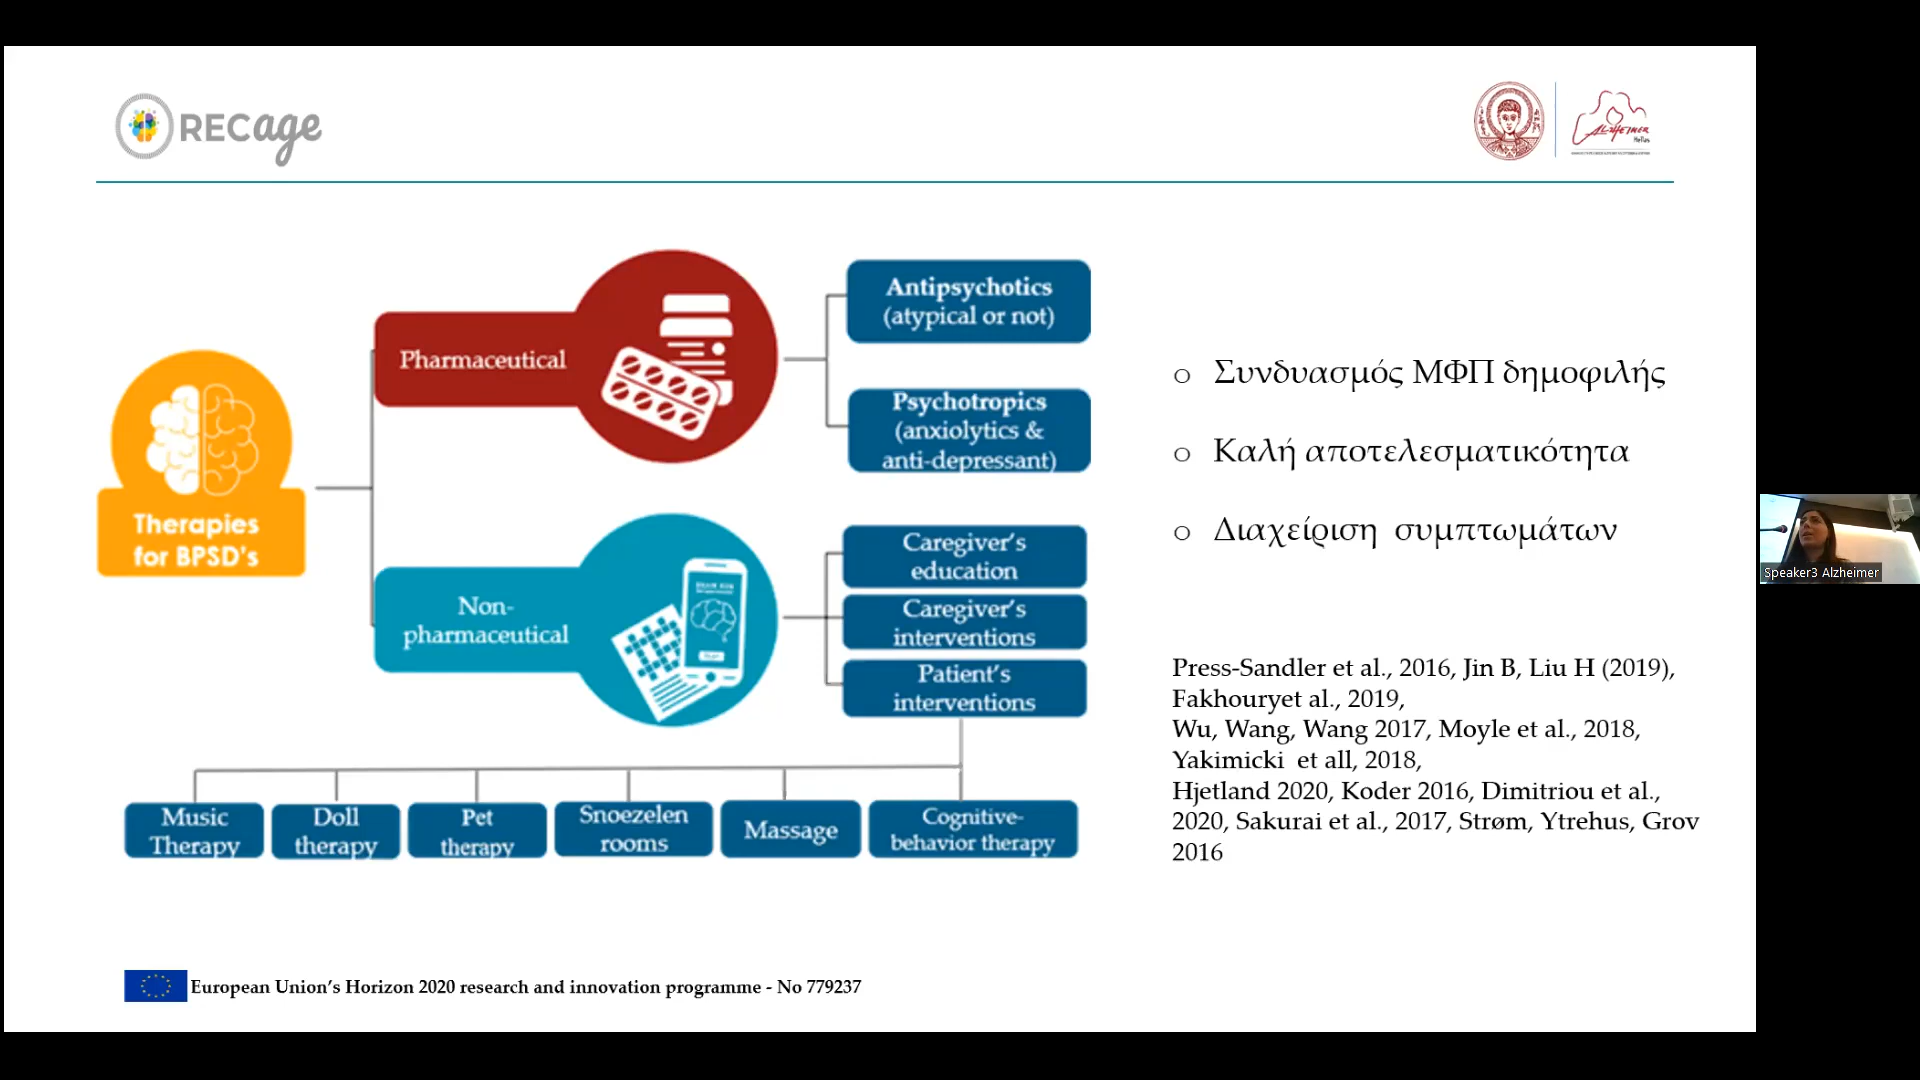 RECage
ALZHEIMER
Hellas
Therapies
for BPSD's
Pharmaceutical
Antipsychotics
(atypical or not)
Psychotropics
(anxiolytics &
anti-depressant)
Non-
pharmaceutical
Caregiver's
education
Caregiver's
interventions
Patient's
interventions
Music
Therapy
Doll
therapy
Pet
therapy
Snoezelen
rooms
Massage
Cognitive-
behavior therapy
o Συνδυασμός ΜΦΠ δημοφιλής
o Καλή αποτελεσματικότητα
o Διαχείριση συμπτωμάτων
Press-Sandler et al., 2016, Jin B, Liu H (2019),
Fakhouryet al., 2019,
Wu, Wang, Wang 2017, Moyle et al., 2018,
Yakimicki et all, 2018,
Hjetland 2020, Koder 2016, Dimitriou et al.,
2020, Sakurai et al., 2017, Strøm, Ytrehus, Grov
2016
European Union's Horizon 2020 research and innovation programme - No 779237
Speaker3 Alzheimer